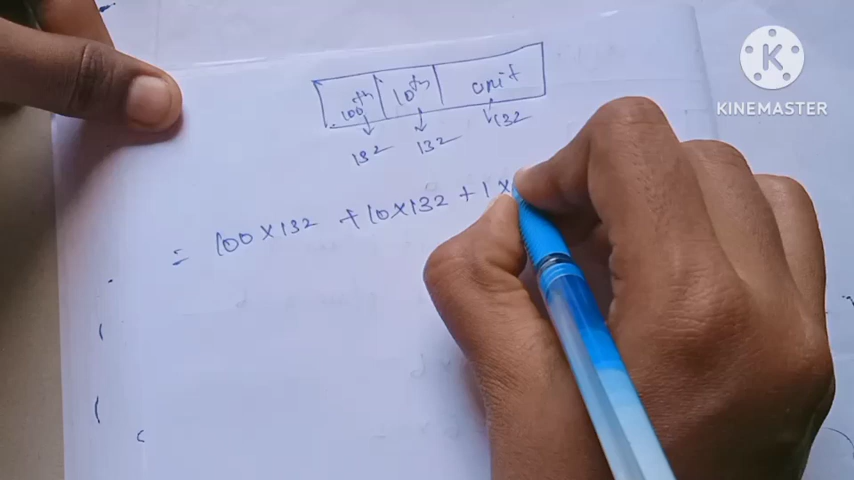 100th 10th unit
132 132 132
= 100 × 132 + 10 × 132 + 1 ×
K
KINEMASTER